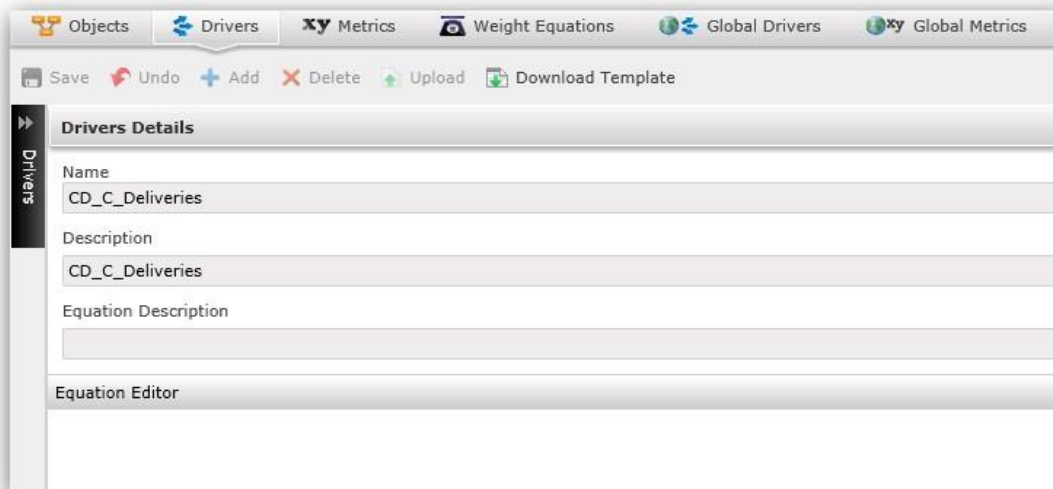 Objects Drivers xy Metrics Weight Equations Global Drivers xy Global Metrics
Save Undo Add Delete Upload Download Template
Drivers
Drivers Details
Name
CD_C_Deliveries
Description
CD_C_Deliveries
Equation Description
Equation Editor